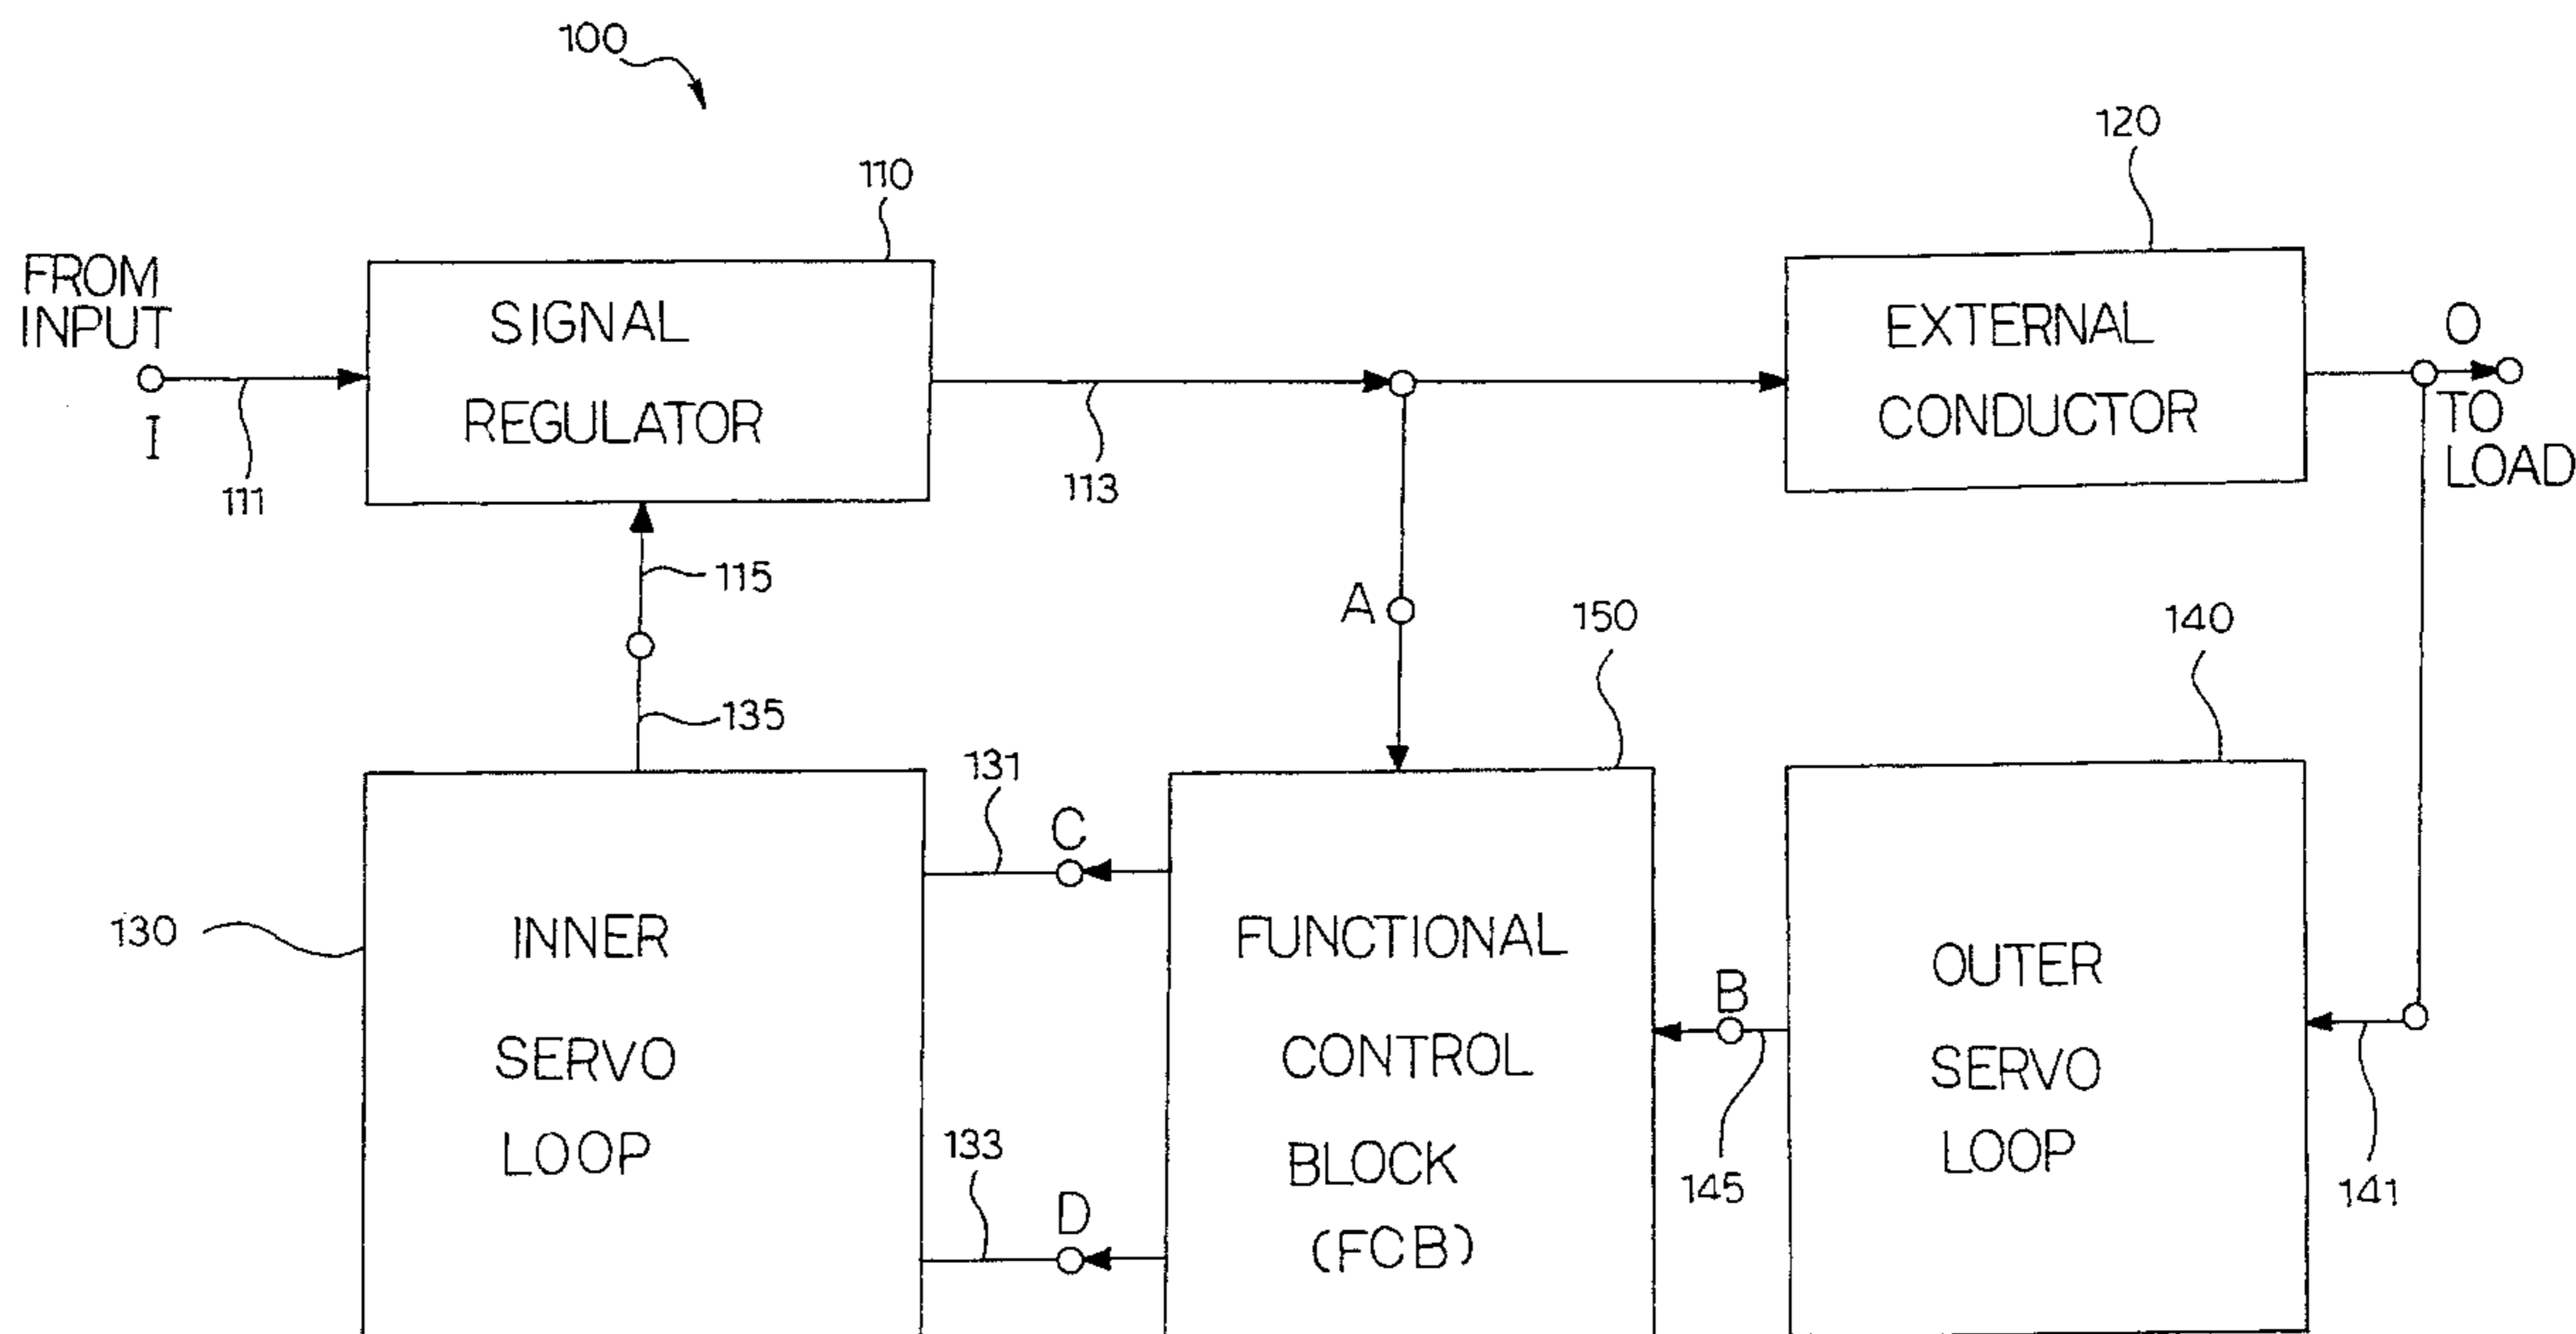 100
110
120
FROM
INPUT
I
111
SIGNAL
REGULATOR
113
EXTERNAL
CONDUCTOR
O
TO
LOAD
115
135
A
150
140
130
INNER
SERVO
LOOP
131
C
133
D
FUNCTIONAL
CONTROL
BLOCK
(FCB)
B
145
OUTER
SERVO
LOOP
141